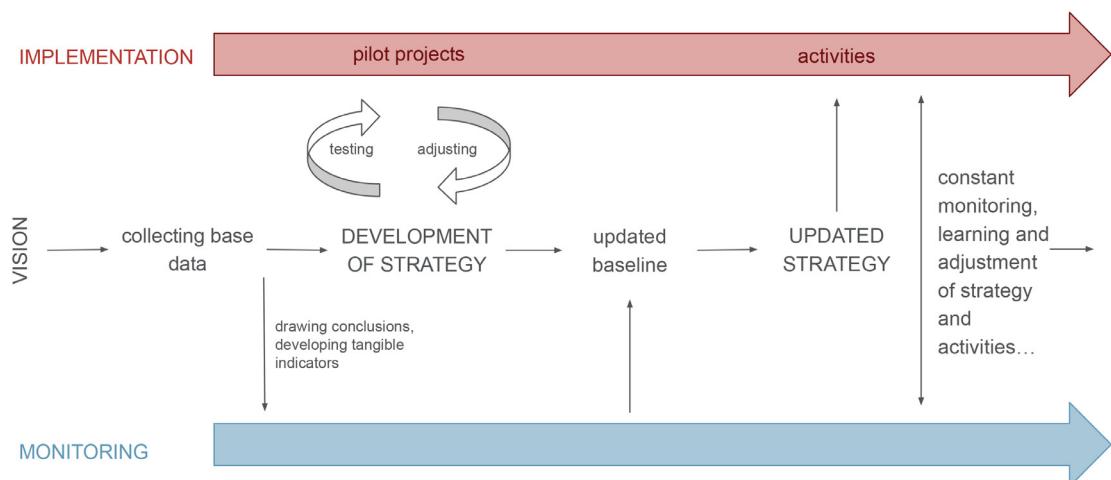 IMPLEMENTATION
pilot projects
activities
testing
adjusting
VISION
collecting base
data
DEVELOPMENT
OF STRATEGY
updated
baseline
UPDATED
STRATEGY
constant
monitoring,
learning and
adjustment
of strategy
and
activities…
drawing conclusions,
developing tangible
indicators
MONITORING